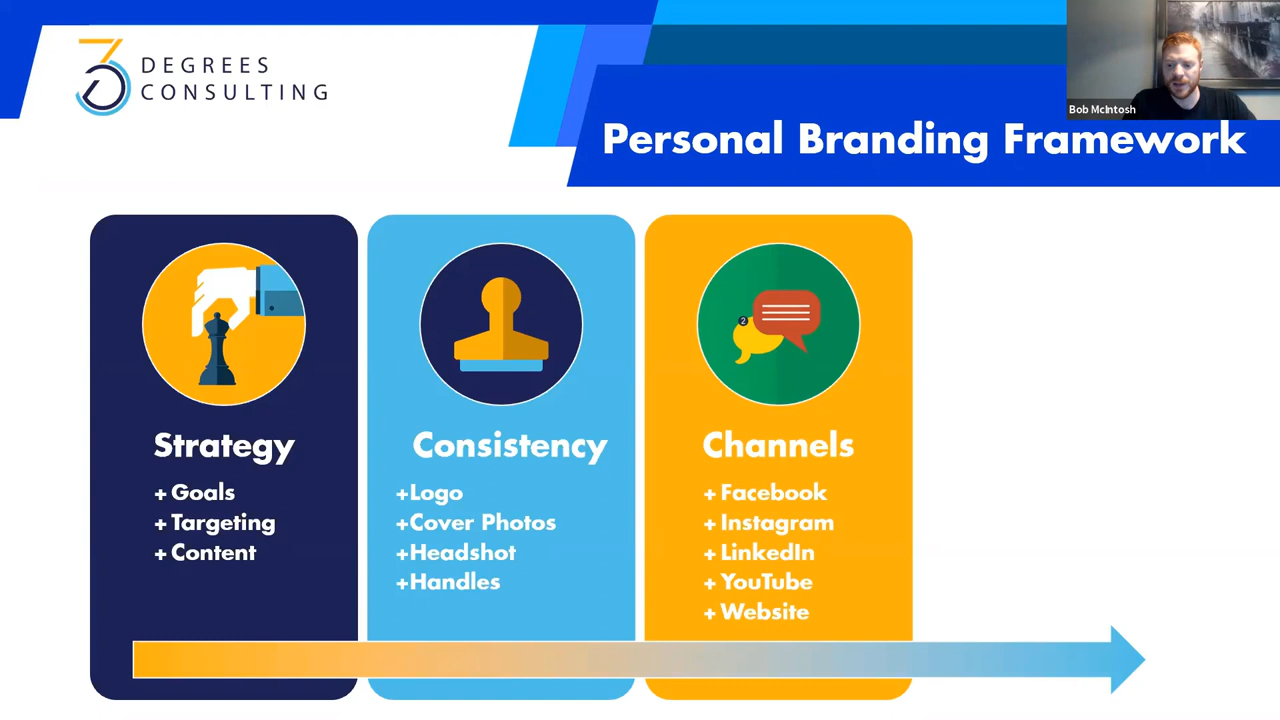 3 DEGREES
CONSULTING
Bob McIntosh
Personal Branding Framework
Strategy
+ Goals
+ Targeting
+ Content
Consistency
+Logo
+Cover Photos
+Headshot
+Handles
2
Channels
+ Facebook
+ Instagram
+ LinkedIn
+ YouTube
+ Website